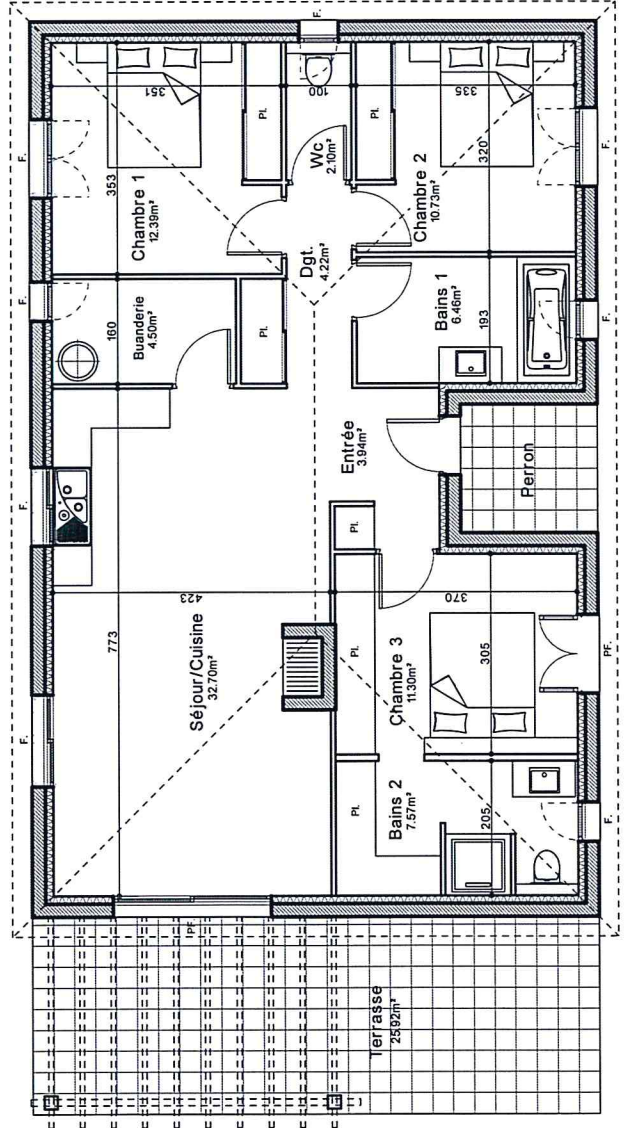 F.
F.
F.
F.
F.
353
351
Chambre 1
12.39m²
Pl.
100
Wc
2.10m²
Pl.
335
320
Chambre 2
10.73m²
F.
160
Buanderie
4.50m²
Pl.
Dgt.
4.22m²
Bains 1
6.46m²
193
F.
Entrée
3.94m²
Perron
Pl.
773
423
Séjour/Cuisine
32.70m²
370
Pl.
Chambre 3
11.30m²
305
PF.
Pl.
Bains 2
7.57m²
205
F.
PF.
Terrasse
25.92m²